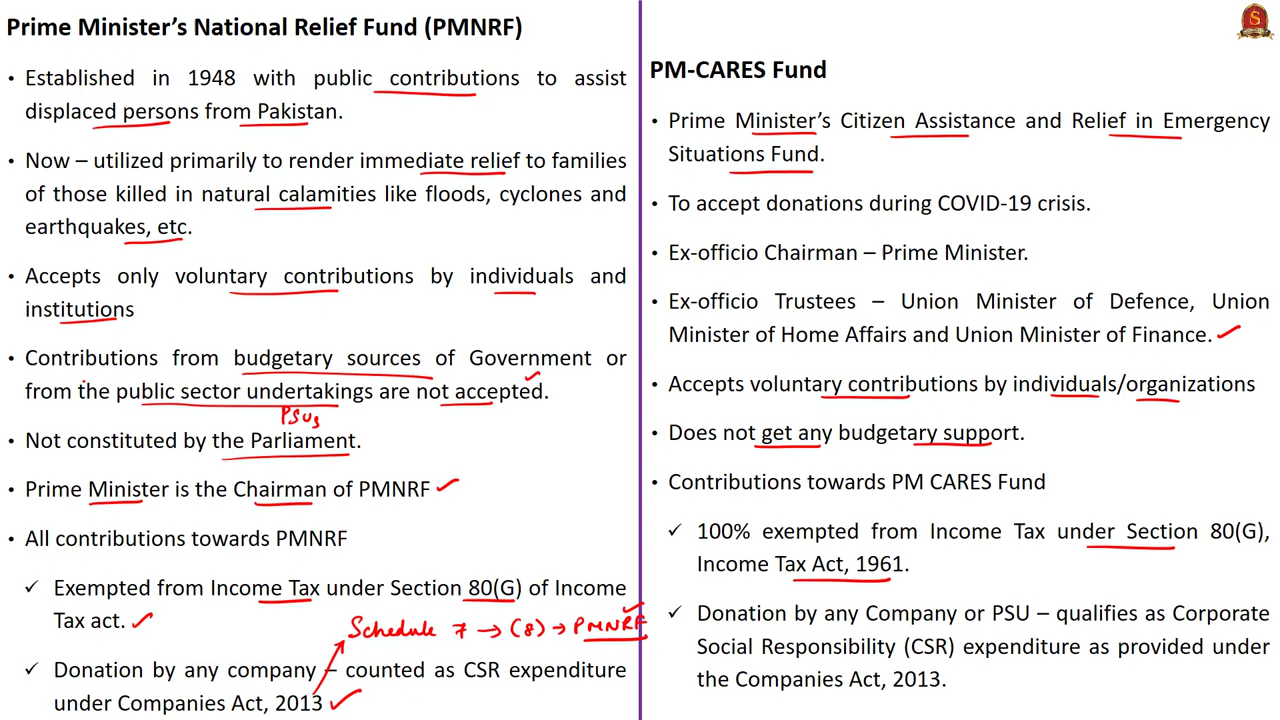 Prime Minister's National Relief Fund (PMNRF)
• Established in 1948 with public contributions to assist
displaced persons from Pakistan.
• Now – utilized primarily to render immediate relief to families
of those killed in natural calamities like floods, cyclones and
earthquakes, etc.
• Accepts only voluntary contributions by individuals and
institutions
• Contributions from budgetary sources of Government or
from the public sector undertakings are not accepted.
PSUs
• Not constituted by the Parliament.
• Prime Minister is the Chairman of PMNRF
• All contributions towards PMNRF
✓ Exempted from Income Tax under Section 80(G) of Income
Tax act.
Schedule 7 → (8) → PMNRF
✓ Donation by any company – counted as CSR expenditure
under Companies Act, 2013
PM-CARES Fund
• Prime Minister's Citizen Assistance and Relief in Emergency
Situations Fund.
• To accept donations during COVID-19 crisis.
• Ex-officio Chairman – Prime Minister.
• Ex-officio Trustees – Union Minister of Defence, Union
Minister of Home Affairs and Union Minister of Finance.
• Accepts voluntary contributions by individuals/organizations
• Does not get any budgetary support.
• Contributions towards PM CARES Fund
✓ 100% exempted from Income Tax under Section 80(G),
Income Tax Act, 1961.
✓ Donation by any Company or PSU – qualifies as Corporate
Social Responsibility (CSR) expenditure as provided under
the Companies Act, 2013.